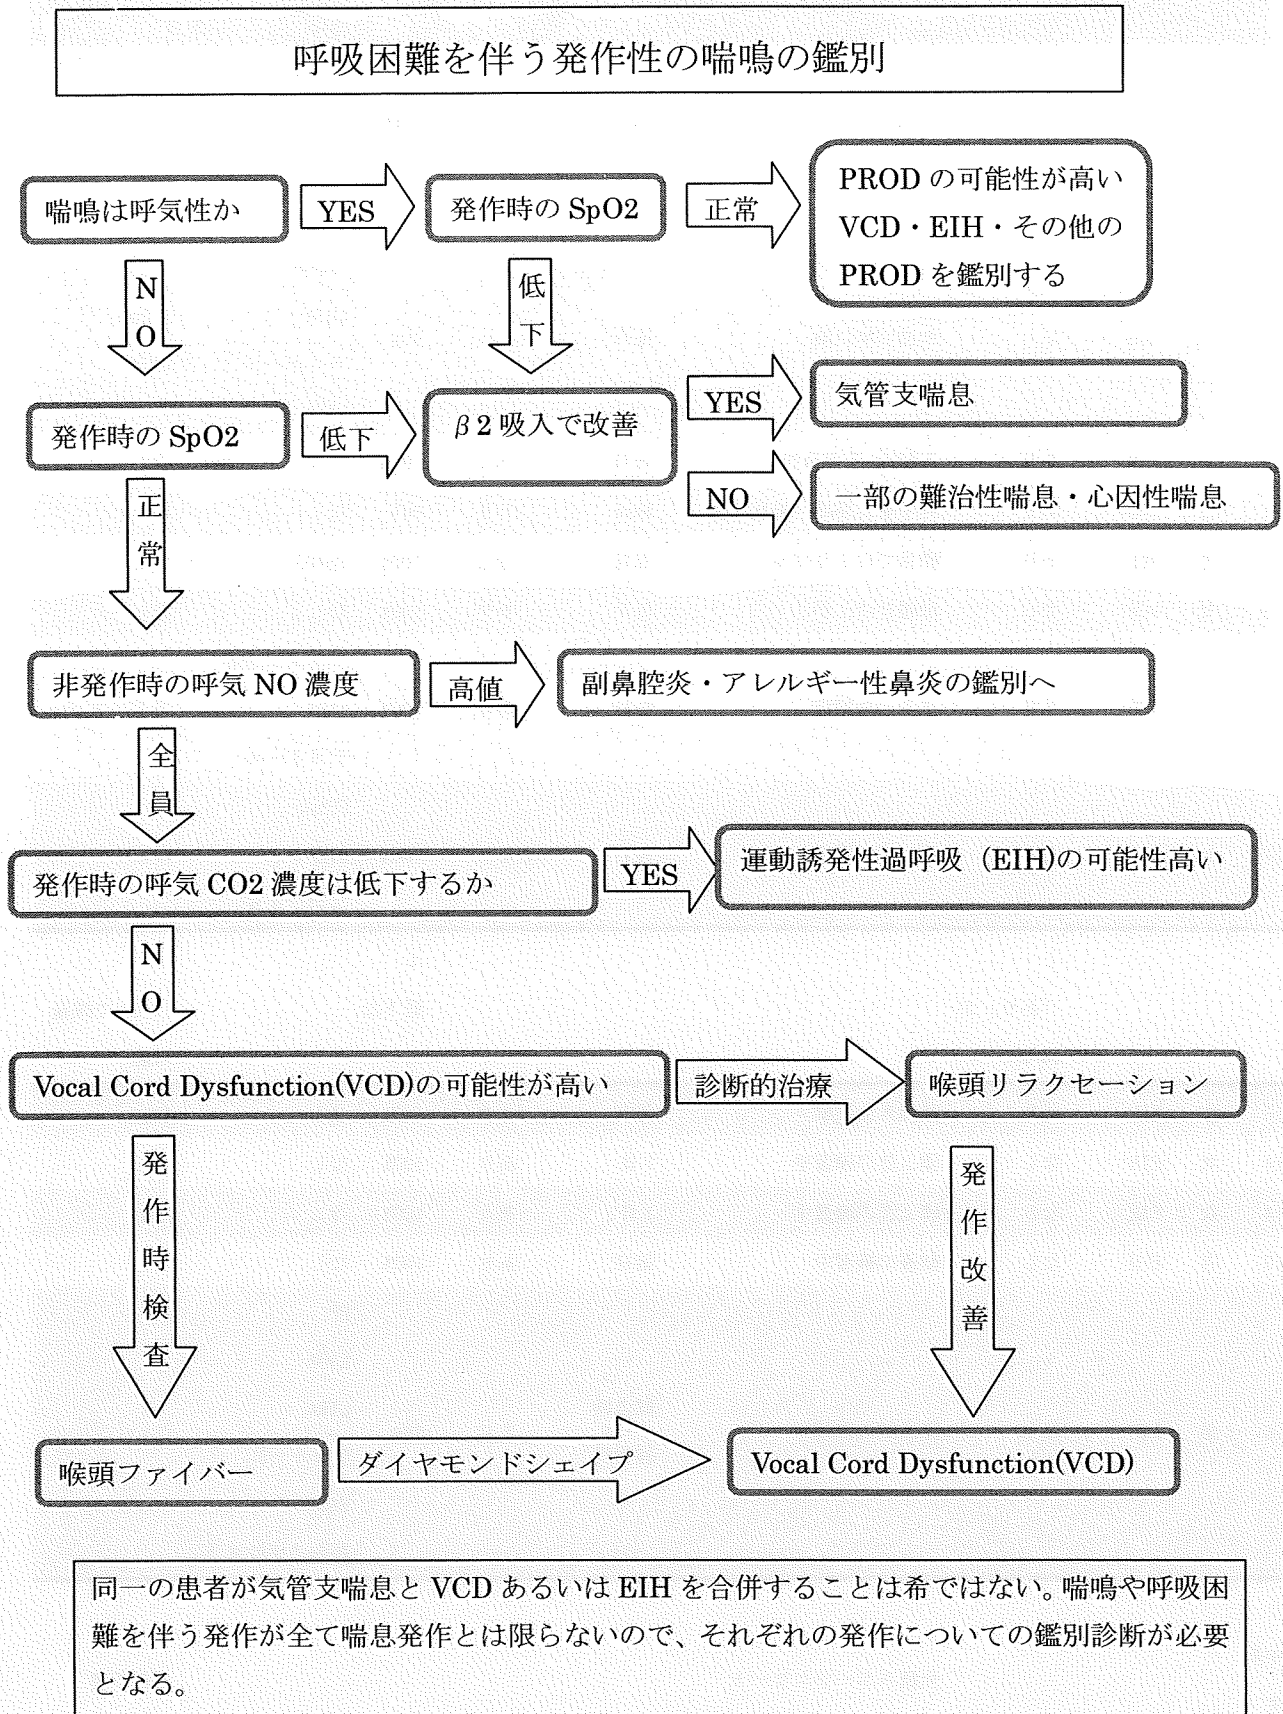 呼吸困難を伴う発作性の喘鳴の鑑別
喘鳴は呼気性か
YES
発作時の SpO2
正常
PROD の可能性が高い
VCD・EIH・その他の
PROD を鑑別する
NO
低下
発作時の SpO2
低下
β2 吸入で改善
YES
気管支喘息
NO
一部の難治性喘息・心因性喘息
正常
非発作時の呼気 NO 濃度
高値
副鼻腔炎・アレルギー性鼻炎の鑑別へ
全員
発作時の呼気 CO2 濃度は低下するか
YES
運動誘発性過呼吸 (EIH)の可能性高い
NO
Vocal Cord Dysfunction(VCD)の可能性が高い
診断的治療
喉頭リラクセーション
発作時検査
発作改善
喉頭ファイバー
ダイヤモンドシェイプ
Vocal Cord Dysfunction(VCD)
同一の患者が気管支喘息と VCD あるいは EIH を合併することは希ではない。喘鳴や呼吸困
難を伴う発作が全て喘息発作とは限らないので、それぞれの発作についての鑑別診断が必要
となる。